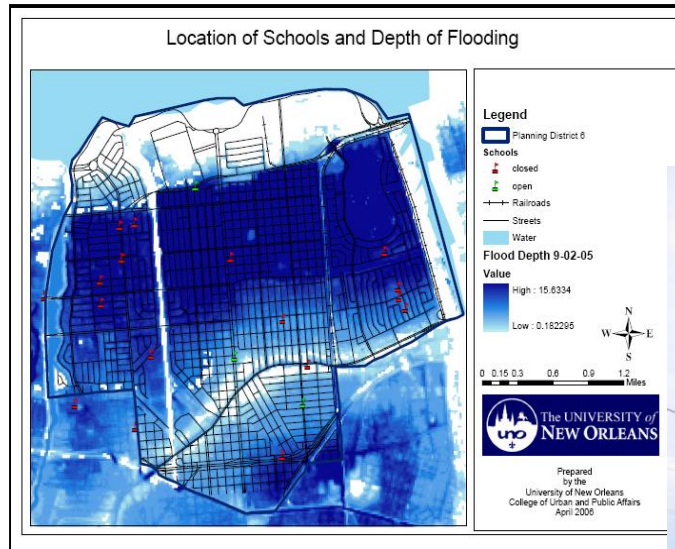 Location of Schools and Depth of Flooding
Legend
Planning District 6
Schools
closed
open
Railroads
Streets
Water
Flood Depth 9-02-05
Value
High : 15.6334
Low : 0.182295
N
W E
S
0 0.15 0.3 0.6 0.9 1.2
Miles
uno
The UNIVERSITY of
NEW ORLEANS
Prepared
by the
University of New Orleans
College of Urban and Public Affairs
April 2006